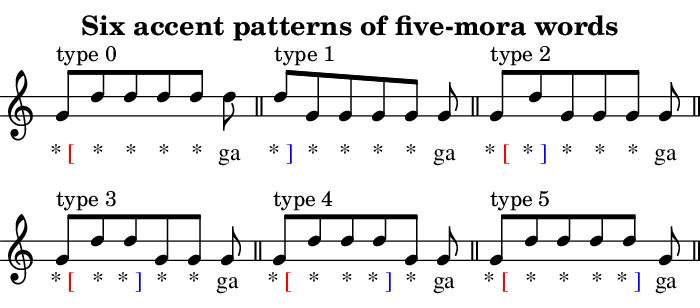 Six accent patterns of five-mora words
type 0 type 1 type 2
* [ * * * * ga * ] * * * * ga * [ * ] * * * ga
type 3 type 4 type 5
* [ * * ] * * ga * [ * * * ] * ga * [ * * * * ] ga